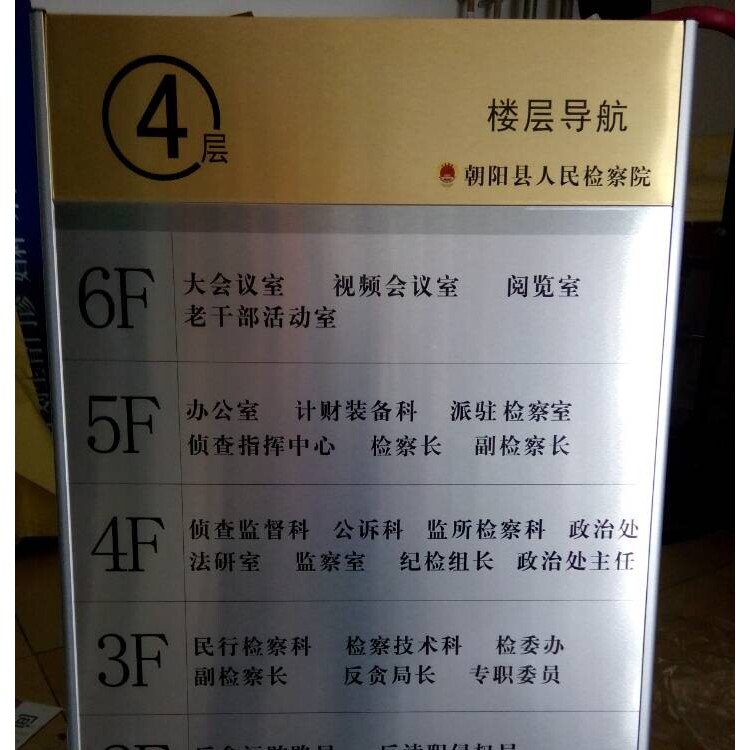 4层
楼层导航
朝阳县人民检察院
6F
大会议室 视频会议室 阅览室
老干部活动室
5F
办公室 计财装备科 派驻检察室
侦查指挥中心 检察长 副检察长
4F
侦查监督科 公诉科 监所检察科 政治处
法研室 监察室 纪检组长 政治处主任
3F
民行检察科 检察技术科 检委办
副检察长 反贪局长 专职委员